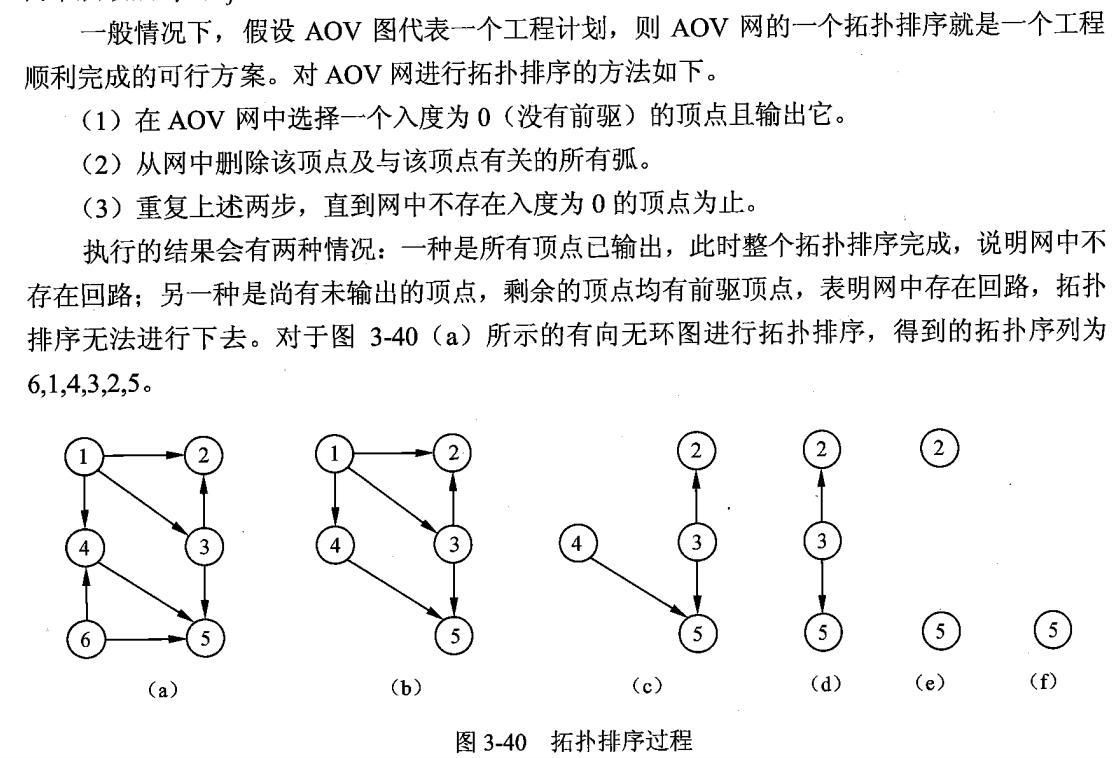 一般情况下，假设 AOV 图代表一个工程计划，则 AOV 网的一个拓扑排序就是一个工程
顺利完成的可行方案。对 AOV 网进行拓扑排序的方法如下。
（1）在 AOV 网中选择一个入度为 0（没有前驱）的顶点且输出它。
（2）从网中删除该顶点及与该顶点有关的所有弧。
（3）重复上述两步，直到网中不存在入度为 0 的顶点为止。
执行的结果会有两种情况：一种是所有顶点已输出，此时整个拓扑排序完成，说明网中不
存在回路；另一种是尚有未输出的顶点，剩余的顶点均有前驱顶点，表明网中存在回路，拓扑
排序无法进行下去。对于图 3-40（a）所示的有向无环图进行拓扑排序，得到的拓扑序列为
6,1,4,3,2,5。
1 2 1 2 2 2 2
4 3 4 3 4 3 3
6 5 5 5 5 5 5
（a） （b） （c） （d） （e） （f）
图 3-40 拓扑排序过程